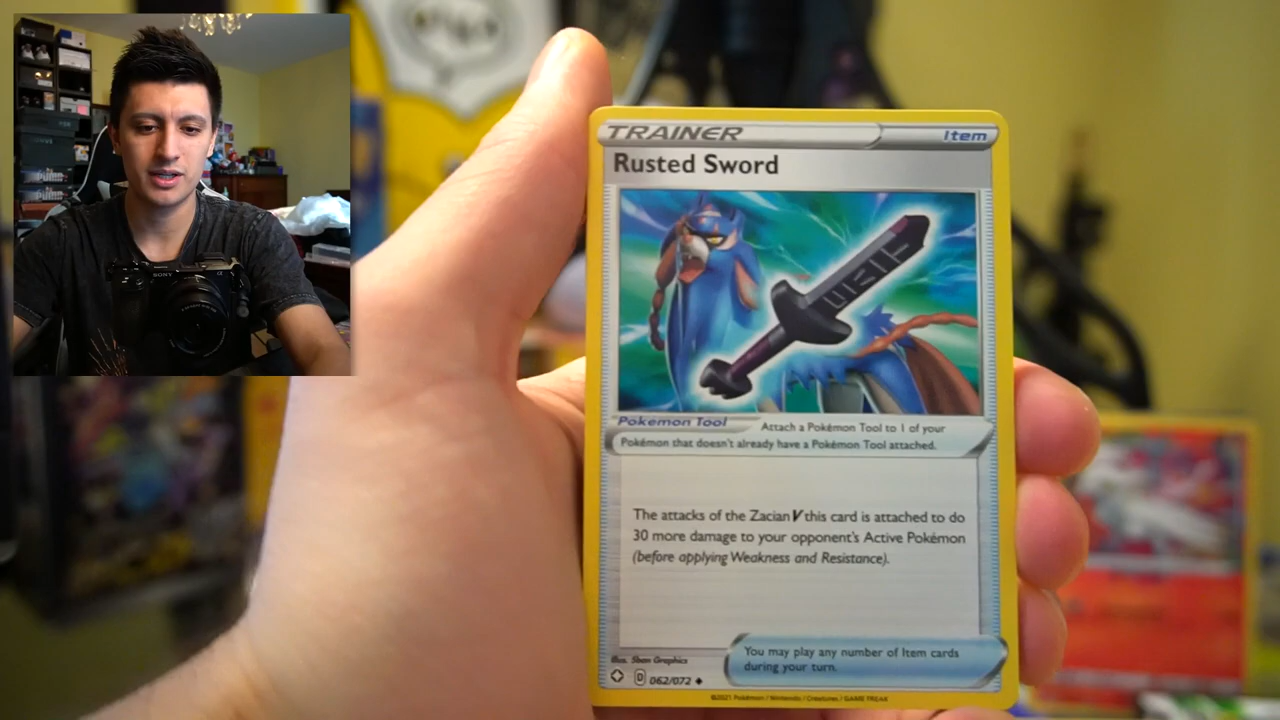 SONY
α
TRAINER
Item
Rusted Sword
Pokémon Tool
Attach a Pokémon Tool to 1 of your
Pokémon that doesn't already have a Pokémon Tool attached.
The attacks of the Zacian V this card is attached to do
30 more damage to your opponent's Active Pokémon
(before applying Weakness and Resistance).
You may play any number of Item cards
during your turn.
Illus. 5ban Graphics
D 062/072
©2021 Pokémon / Nintendo / Creatures / GAME FREAK